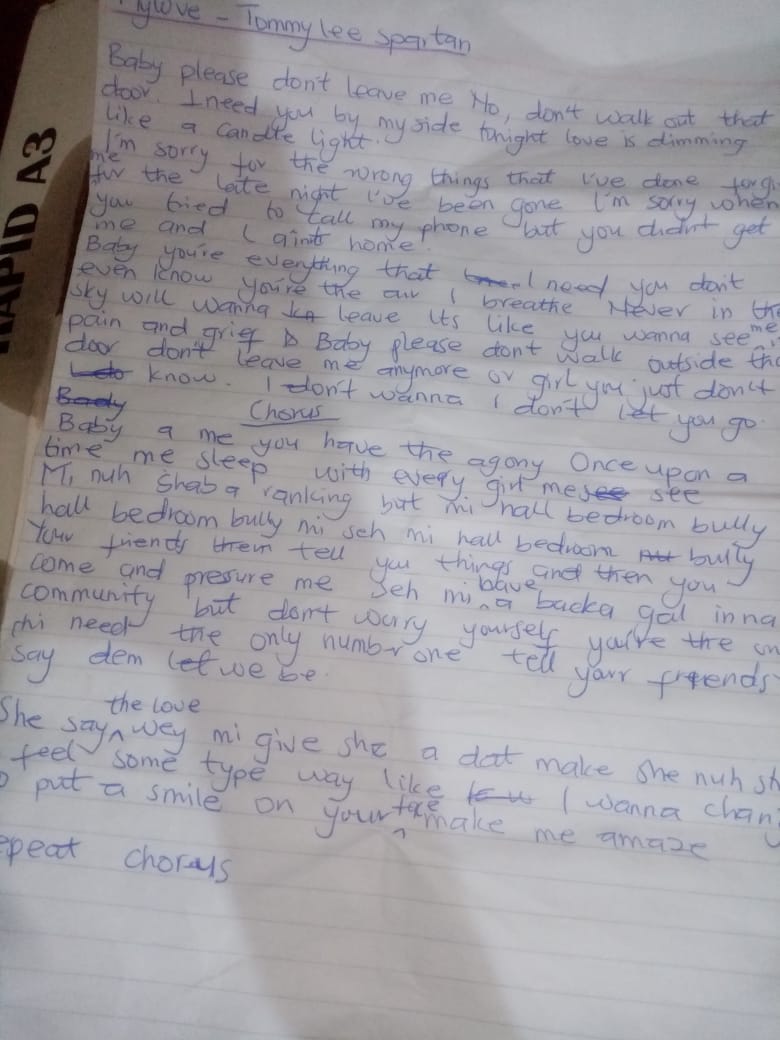 RAPID A3
Mylove - Tommy lee spartan
Baby please don't leave me No, don't walk out that
door. I need you by my side tonight love is dimming
like a candle light.
I'm sorry for the wrong things that I've done forgi
me
for the late night I've been gone I'm sorry when
you tried to call my phone but you didn't get
me and I ain't home.
Baby you're everything that I need you don't
even know you're the air I breathe Never in the
sky will wanna leave Its like you wanna see me in
pain and grief Baby please dont walk outside the
door don't leave me anymore or girl you just don't
know. I don't wanna I don't let you go.
Chorus
Baby a me you have the agony Once upon a
time me sleep with every girl me see
Mi nuh Shaba ranking but mi hall bedroom bully
hall bedroom bully mi seh mi hall bedroom bully
Your friends tell you things and then you
come and presure me Seh mi have a backa gal inna
community but don't worry yourself you're the on
mi need the only number one tell your friends
say dem let we be.
She say the love wey mi give she a dat make she nuh st
feel some type way like I wanna chan
put a smile on your face make me amaze
epeat chorus